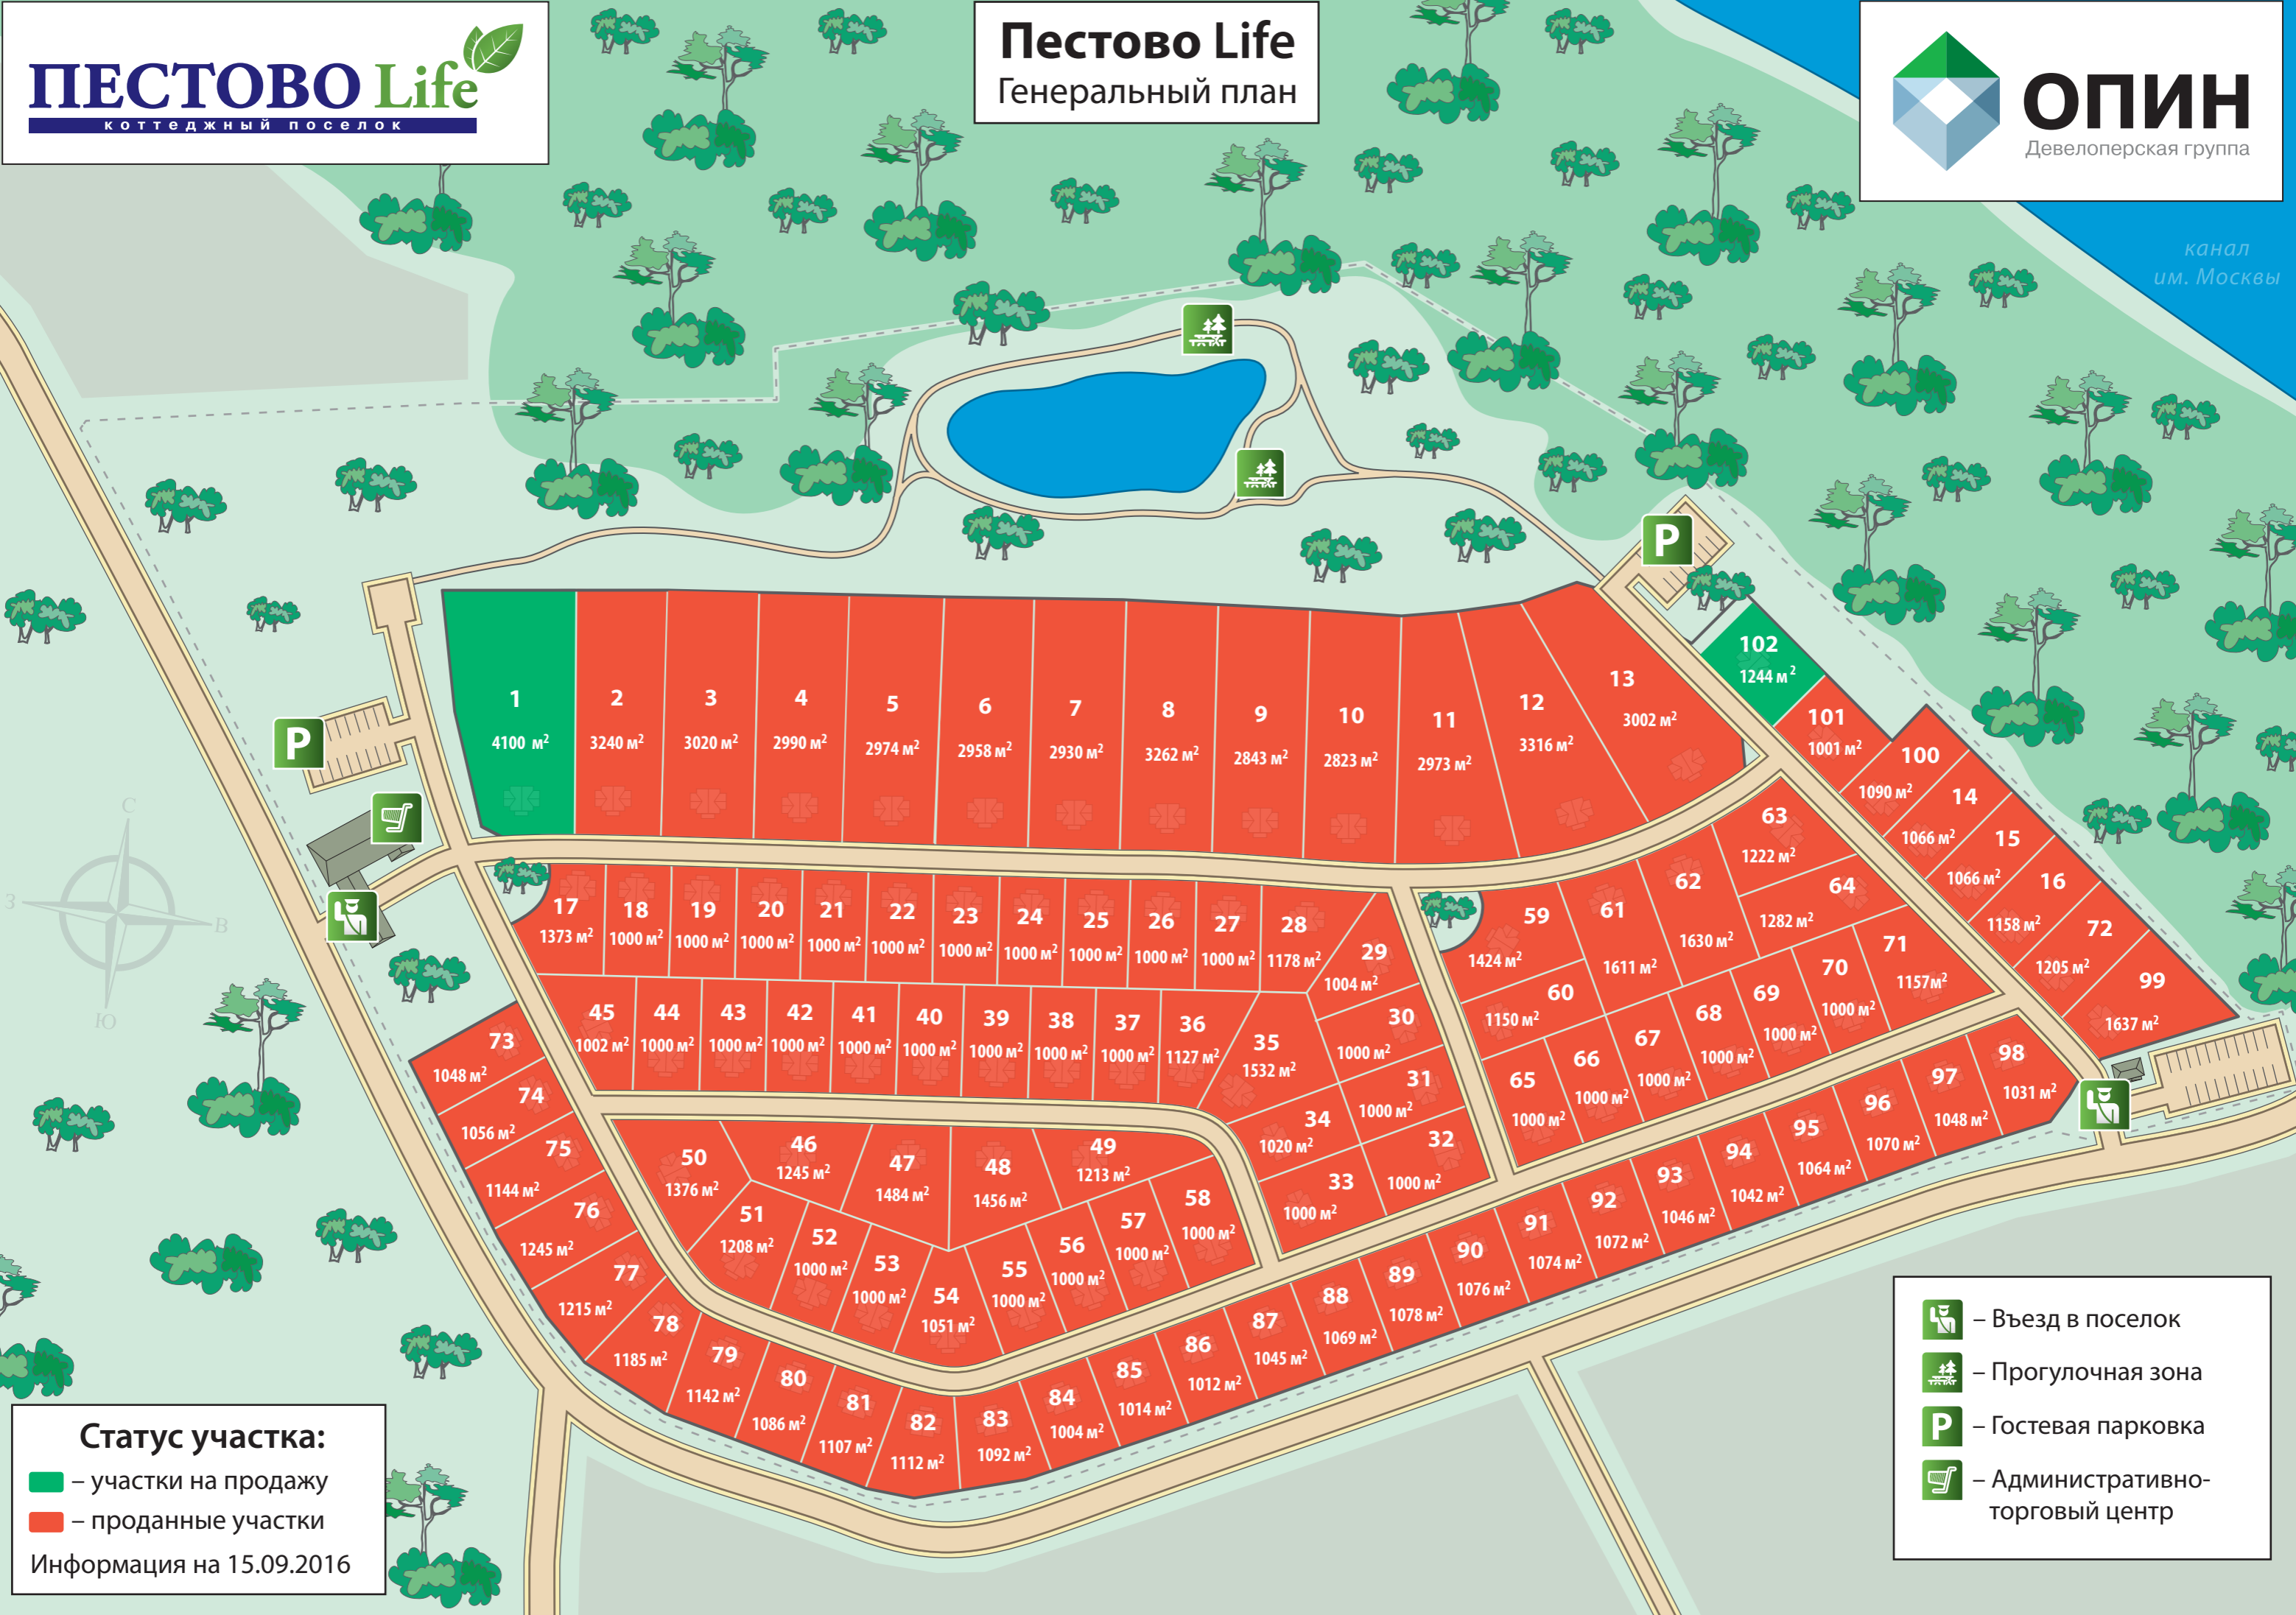 ПЕСТОВО Life
коттеджный поселок
Пестово Life
Генеральный план
ОПИН
Девелоперская группа
канал
им. Москвы
P
P
С
З
В
Ю
1
4100 м²
2
3240 м²
3
3020 м²
4
2990 м²
5
2974 м²
6
2958 м²
7
2930 м²
8
3262 м²
9
2843 м²
10
2823 м²
11
2973 м²
12
3316 м²
13
3002 м²
102
1244 м²
101
1001 м²
100
1090 м²
14
1066 м²
15
1066 м²
16
1158 м²
72
1205 м²
99
1637 м²
17
1373 м²
18
1000 м²
19
1000 м²
20
1000 м²
21
1000 м²
22
1000 м²
23
1000 м²
24
1000 м²
25
1000 м²
26
1000 м²
27
1000 м²
28
1178 м²
29
1004 м²
30
1000 м²
31
1000 м²
32
1000 м²
33
1000 м²
34
1020 м²
35
1532 м²
36
1127 м²
37
1000 м²
38
1000 м²
39
1000 м²
40
1000 м²
41
1000 м²
42
1000 м²
43
1000 м²
44
1000 м²
45
1002 м²
46
1245 м²
47
1484 м²
48
1456 м²
49
1213 м²
50
1376 м²
51
1208 м²
52
1000 м²
53
1000 м²
54
1051 м²
55
1000 м²
56
1000 м²
57
1000 м²
58
1000 м²
59
1424 м²
60
1150 м²
61
1611 м²
62
1630 м²
63
1222 м²
64
1282 м²
65
1000 м²
66
1000 м²
67
1000 м²
68
1000 м²
69
1000 м²
70
1000 м²
71
1157м²
73
1048 м²
74
1056 м²
75
1144 м²
76
1245 м²
77
1215 м²
78
1185 м²
79
1142 м²
80
1086 м²
81
1107 м²
82
1112 м²
83
1092 м²
84
1004 м²
85
1014 м²
86
1012 м²
87
1045 м²
88
1069 м²
89
1078 м²
90
1076 м²
91
1074 м²
92
1072 м²
93
1046 м²
94
1042 м²
95
1064 м²
96
1070 м²
97
1048 м²
98
1031 м²
Статус участка:
– участки на продажу
– проданные участки
Информация на 15.09.2016
– Въезд в поселок
– Прогулочная зона
P – Гостевая парковка
– Административно-
торговый центр